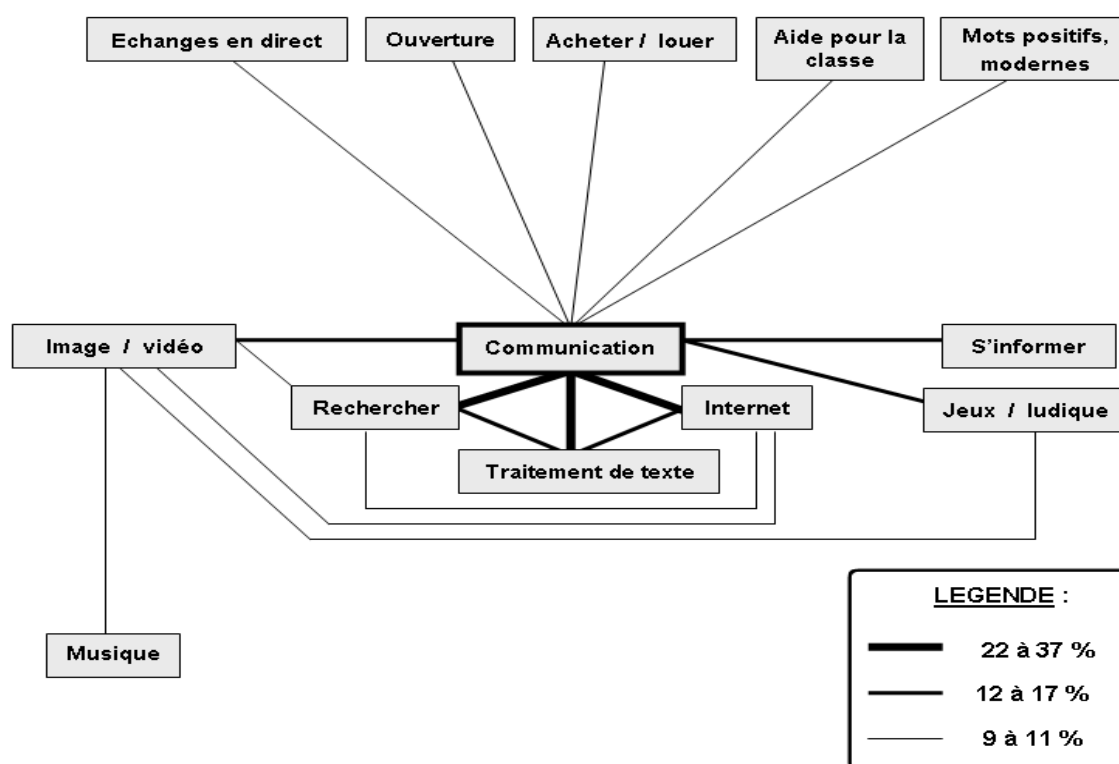 Echanges en direct
Ouverture
Acheter / louer
Aide pour la
classe
Mots positifs,
modernes
Image / vidéo
Communication
S'informer
Rechercher
Internet
Jeux / ludique
Traitement de texte
Musique
LEGENDE :
22 à 37 %
12 à 17 %
9 à 11 %